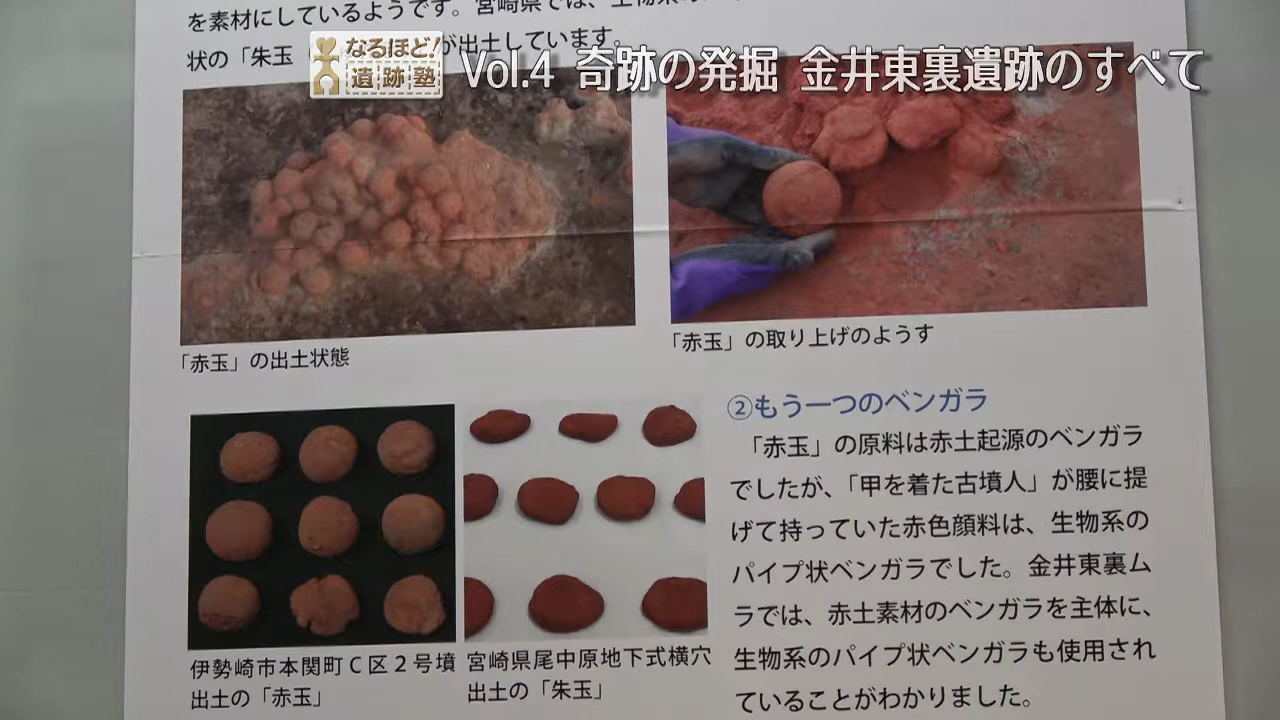 を素材にしているようです。宮崎県では、生物系
状の「朱玉
が出土しています。
なるほど!
遺跡塾
Vol.4 奇跡の発掘 金井東裏遺跡のすべて
「赤玉」の出土状態
「赤玉」の取り上げのようす
②もう一つのベンガラ
「赤玉」の原料は赤土起源のベンガラ
でしたが、「甲を着た古墳人」が腰に提
げて持っていた赤色顔料は、生物系の
パイプ状ベンガラでした。金井東裏ム
ラでは、赤土素材のベンガラを主体に、
生物系のパイプ状ベンガラも使用され
ていることがわかりました。
伊勢崎市本関町C区2号墳
出土の「赤玉」
宮崎県尾中原地下式横穴
出土の「朱玉」